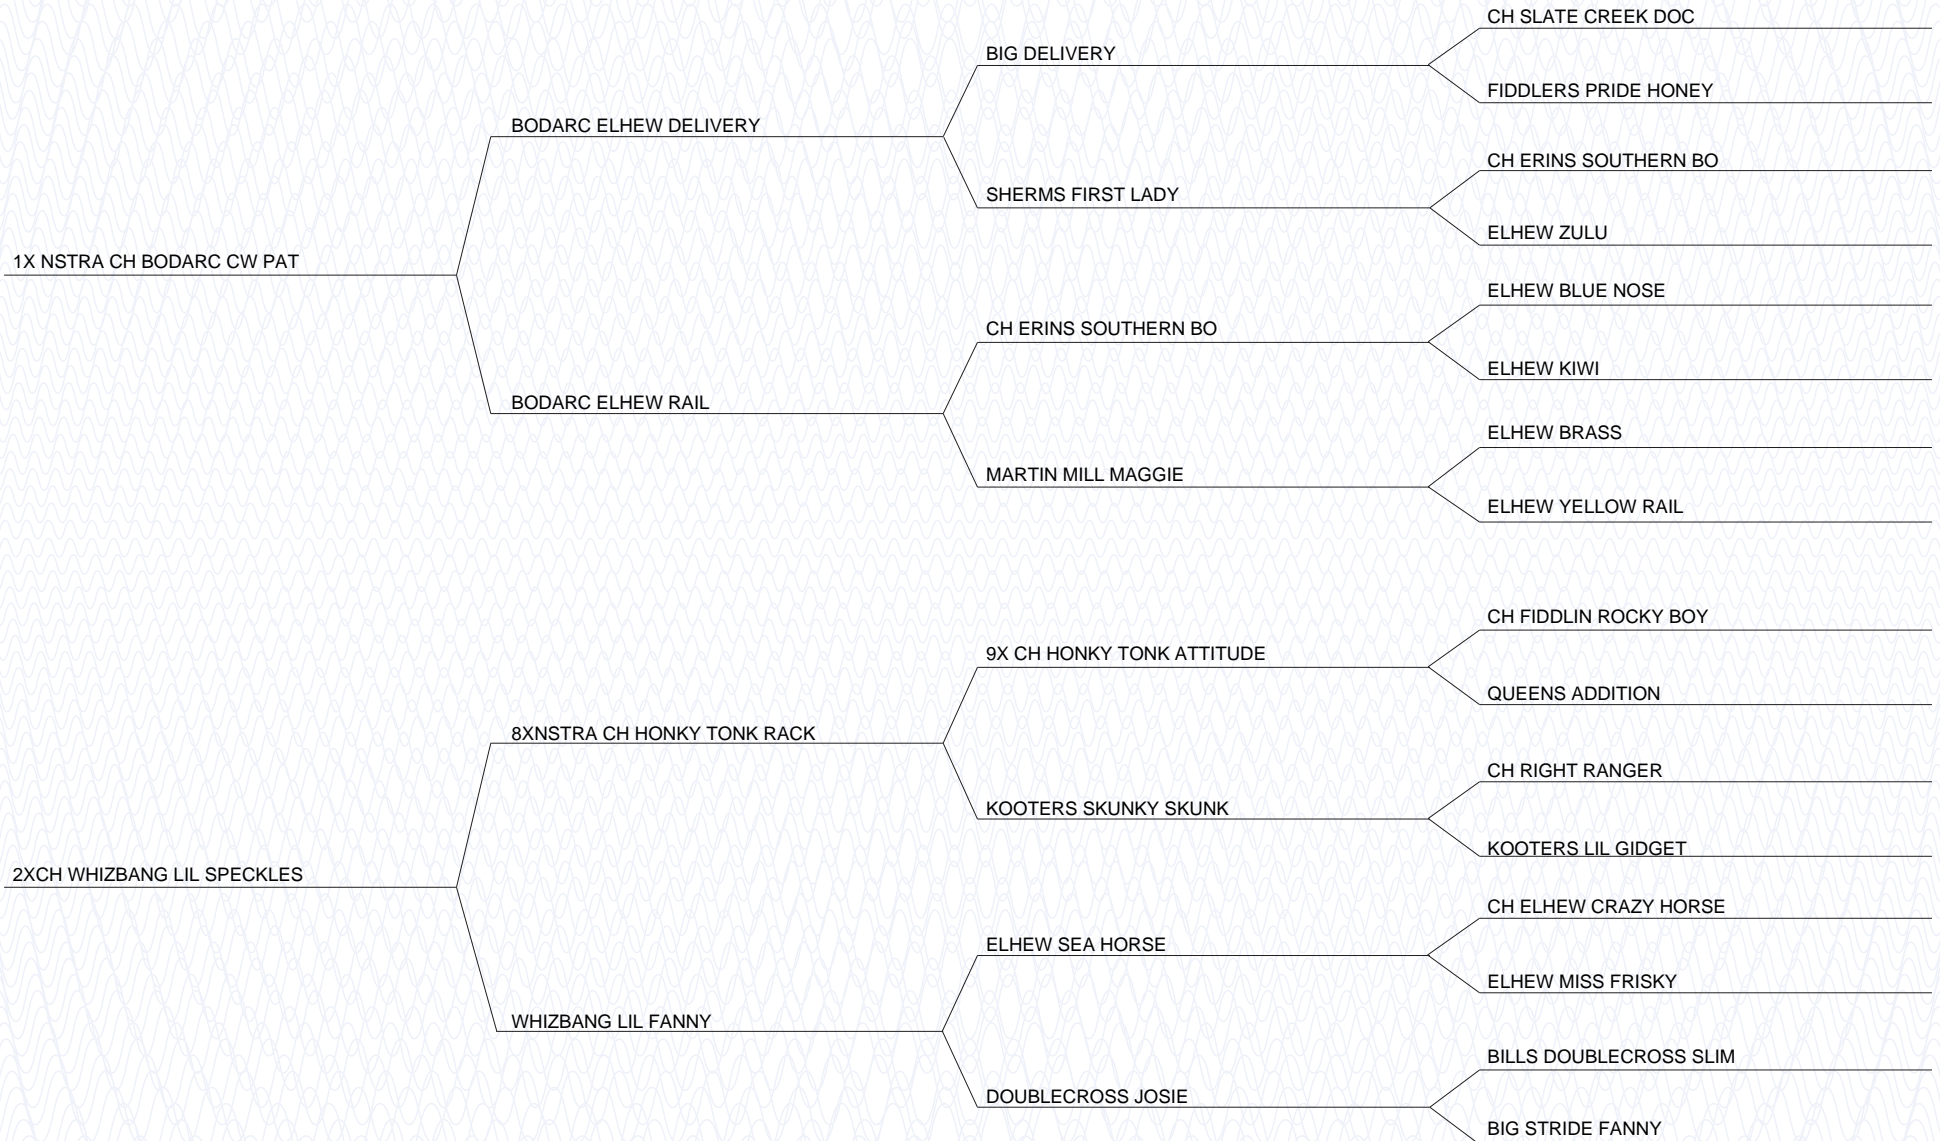 CH SLATE CREEK DOC
BIG DELIVERY
FIDDLERS PRIDE HONEY
BODARC ELHEW DELIVERY
CH ERINS SOUTHERN BO
SHERMS FIRST LADY
ELHEW ZULU
1X NSTRA CH BODARC CW PAT
ELHEW BLUE NOSE
CH ERINS SOUTHERN BO
ELHEW KIWI
BODARC ELHEW RAIL
ELHEW BRASS
MARTIN MILL MAGGIE
ELHEW YELLOW RAIL
CH FIDDLIN ROCKY BOY
9X CH HONKY TONK ATTITUDE
QUEENS ADDITION
8XNSTRA CH HONKY TONK RACK
CH RIGHT RANGER
KOOTERS SKUNKY SKUNK
KOOTERS LIL GIDGET
2XCH WHIZBANG LIL SPECKLES
CH ELHEW CRAZY HORSE
ELHEW SEA HORSE
ELHEW MISS FRISKY
WHIZBANG LIL FANNY
BILLS DOUBLECROSS SLIM
DOUBLECROSS JOSIE
BIG STRIDE FANNY